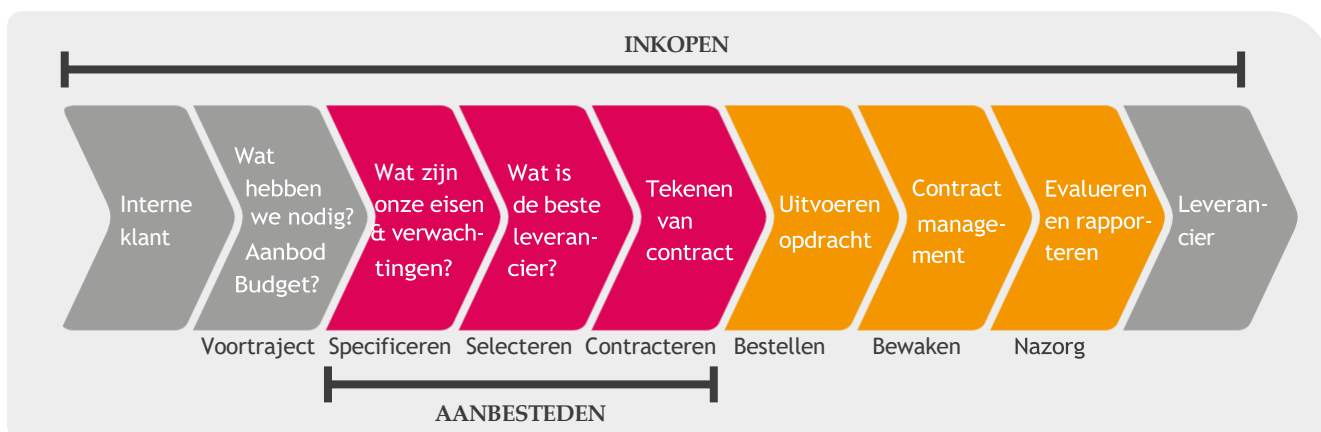 INKOPEN
Interne
klant
Wat
hebben
we nodig?
Aanbod
Budget?
Wat zijn
onze eisen
& verwach-
tingen?
Wat is
de beste
leveran-
cier?
Tekenen
van
contract
Uitvoeren
opdracht
Contract
manage-
ment
Evalueren
en rappor-
teren
Leveran-
cier
Voortraject
Specificeren
Selecteren
Contracteren
Bestellen
Bewaken
Nazorg
AANBESTEDEN